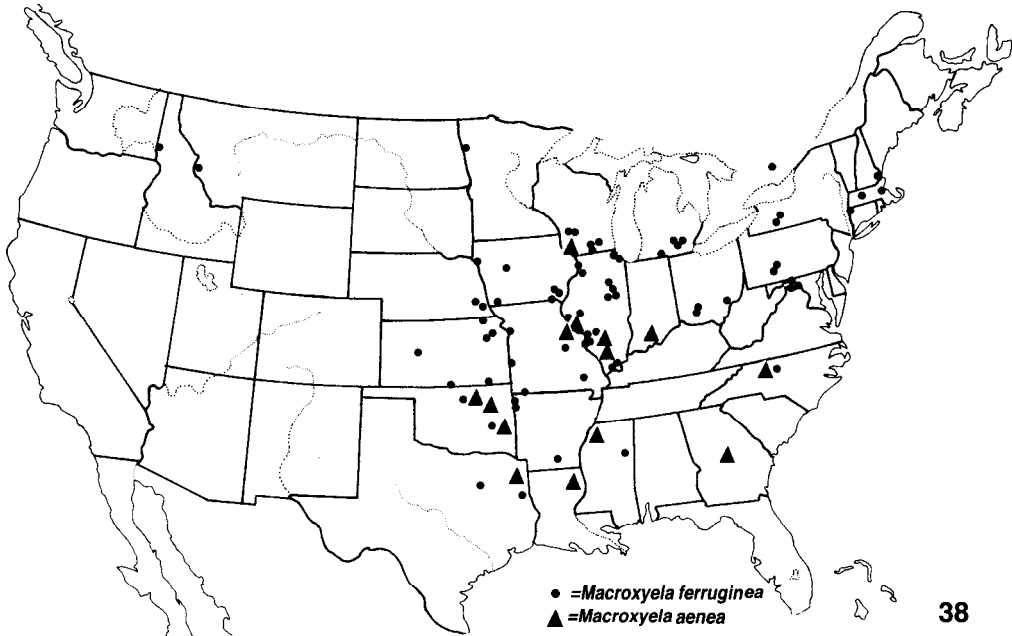 ● =Macroxyela ferruginea
▲ =Macroxyela aenea
38